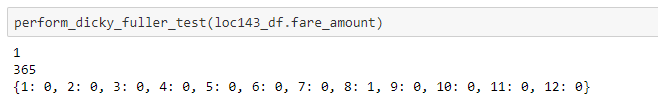 perform_dicky_fuller_test(loc143_df.fare_amount)
1
365
{1: 0, 2: 0, 3: 0, 4: 0, 5: 0, 6: 0, 7: 0, 8: 1, 9: 0, 10: 0, 11: 0, 12: 0}